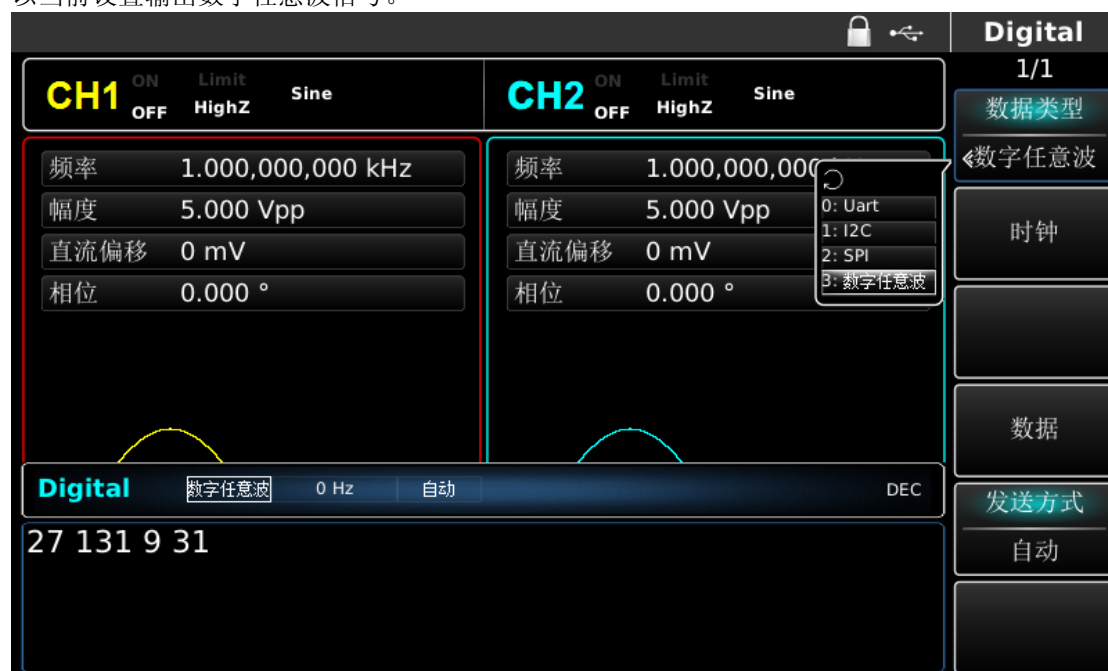 以当前设置输出数字任意波信号。
Digital
1/1
CH1 ON OFF Limit HighZ Sine
CH2 ON OFF Limit HighZ Sine
数据类型
数字任意波
频率 1.000,000,000 kHz
幅度 5.000 Vpp
直流偏移 0 mV
相位 0.000 °
频率 1.000,000,000
幅度 5.000 Vpp
直流偏移 0 mV
相位 0.000 °
0: Uart
1: I2C
2: SPI
3: 数字任意波
时钟
数据
Digital 数字任意波 0 Hz 自动 DEC
发送方式
自动
27 131 9 31